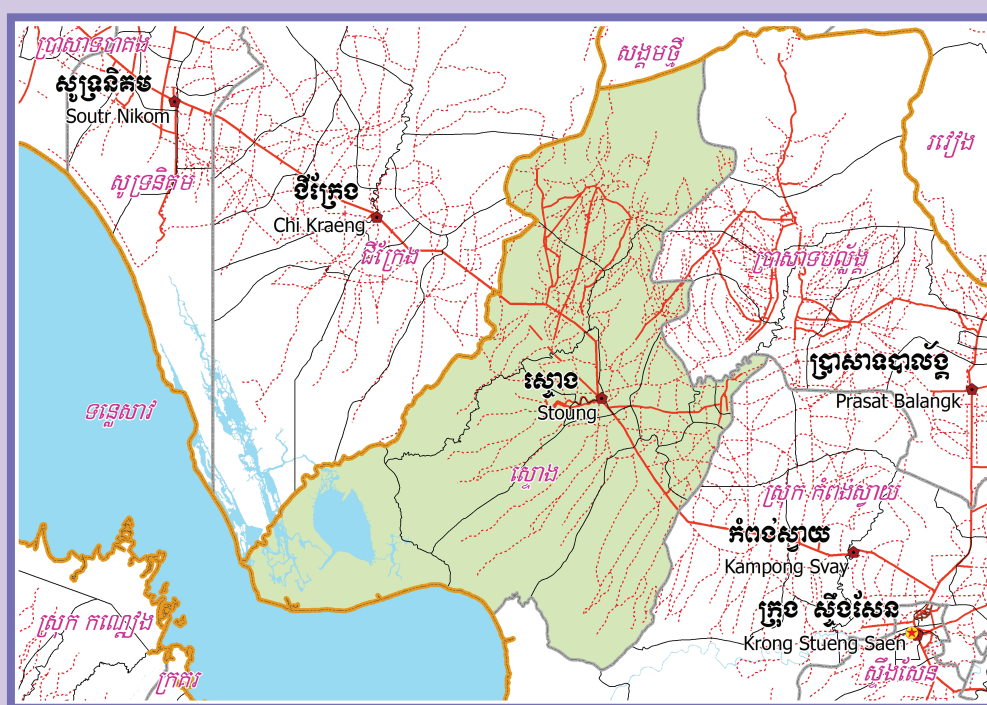 ប្រាសាទបាគង
សង្គមថ្មី
សូទ្រនិគម
Soutr Nikom
រវៀង
សូទ្រនិគម
ជីក្រែង
Chi Kraeng
ជីក្រែង
ប្រាសាទបល្ល័ង្គ
ប្រាសាទបាល័ង្គ
Prasat Balangk
ស្ទោង
Stoung
ទន្លេសាប
ស្ទោង
ស្រុក កំពង់ស្វាយ
កំពង់ស្វាយ
Kampong Svay
ក្រុង ស្ទឹងសែន
Krong Stueng Saen
ស្រុក កណ្ដៀង
ស្ទឹងសែន
ក្រគរ